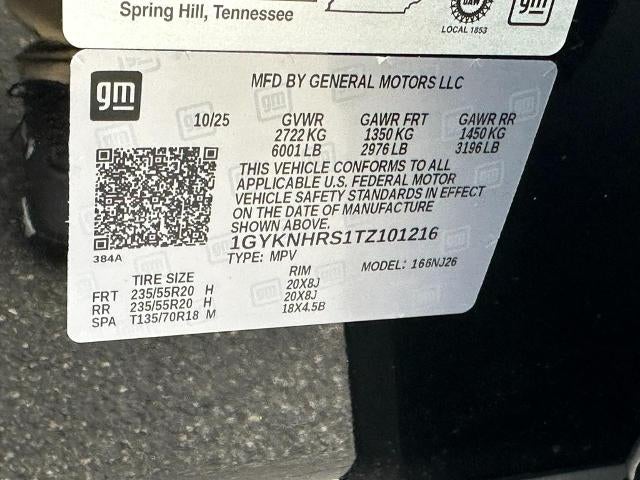 Spring Hill, Tennessee
UAW
LOCAL 1853
gm
gm
MFD BY GENERAL MOTORS LLC
10/25 GVWR GAWR FRT GAWR RR
2722 KG 1350 KG 1450 KG
6001 LB 2976 LB 3196 LB
THIS VEHICLE CONFORMS TO ALL
APPLICABLE U.S. FEDERAL MOTOR
VEHICLE SAFETY STANDARDS IN EFFECT
ON THE DATE OF MANUFACTURE
SHOWN ABOVE.
1GYKNHRS1TZ101216
384A
TYPE: MPV MODEL: 166NJ26
TIRE SIZE RIM
FRT 235/55R20 H 20X8J
RR 235/55R20 H 20X8J
SPA T135/70R18 M 18X4.5B